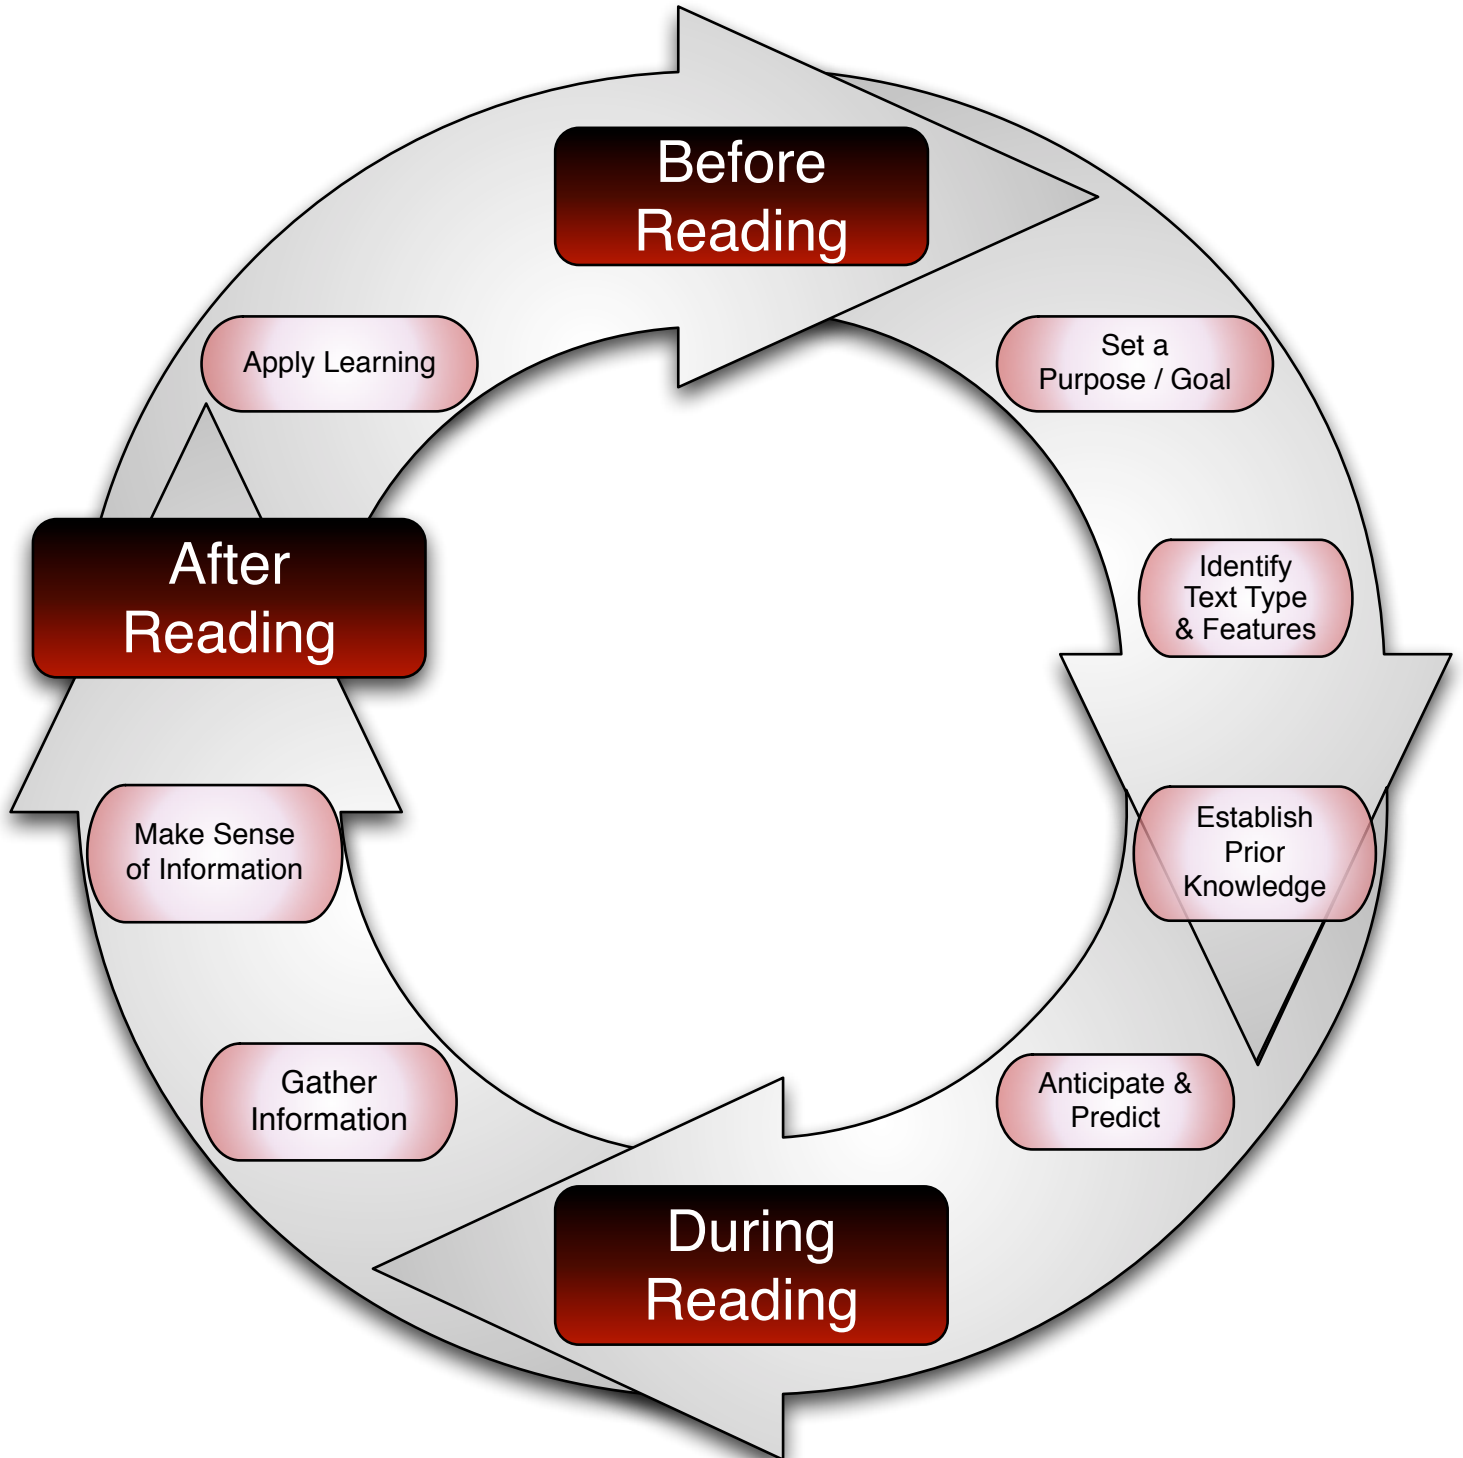 Before
Reading
Set a
Purpose / Goal
Identify
Text Type
& Features
Establish
Prior
Knowledge
Anticipate &
Predict
During
Reading
Gather
Information
Make Sense
of Information
After
Reading
Apply Learning